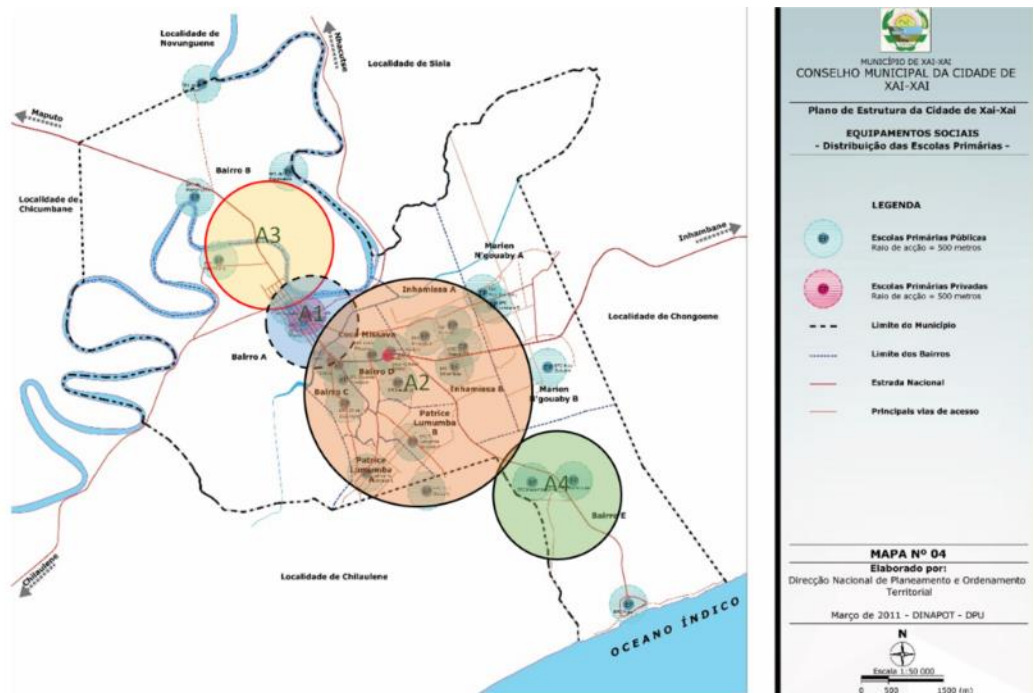 Localidade de
Novunguene
Nhacutse
Localidade de Siaia
Maputo
Bairro B
Localidade de
Chicumbane
A3
Marien
N'gouaby A
Inhambane
Inhamissa A
A1
Coca Missava
Localidade de Chongoene
Bairro A
Bairro D
A2
Bairro C
Inhamissa B
Marien
N'gouaby B
Patrice
Lumumba
B
Patrice
Lumumba
A4
Bairro E
Localidade de Chilaulene
Chilaulene
OCEANO ÍNDICO
MUNICÍPIO DE XAI-XAI
CONSELHO MUNICIPAL DA CIDADE DE
XAI-XAI
Plano de Estrutura da Cidade de Xai-Xai
EQUIPAMENTOS SOCIAIS
- Distribuição das Escolas Primárias -
LEGENDA
Escolas Primárias Públicas
Raio de acção = 500 metros
Escolas Primárias Privadas
Raio de acção = 500 metros
Limite do Município
Limite dos Bairros
Estrada Nacional
Principais vias de acesso
MAPA Nº 04
Elaborado por:
Direcção Nacional de Planeamento e Ordenamento
Territorial
Março de 2011 - DINAPOT - DPU
N
Escala 1:50 000
0 500 1500 (m)